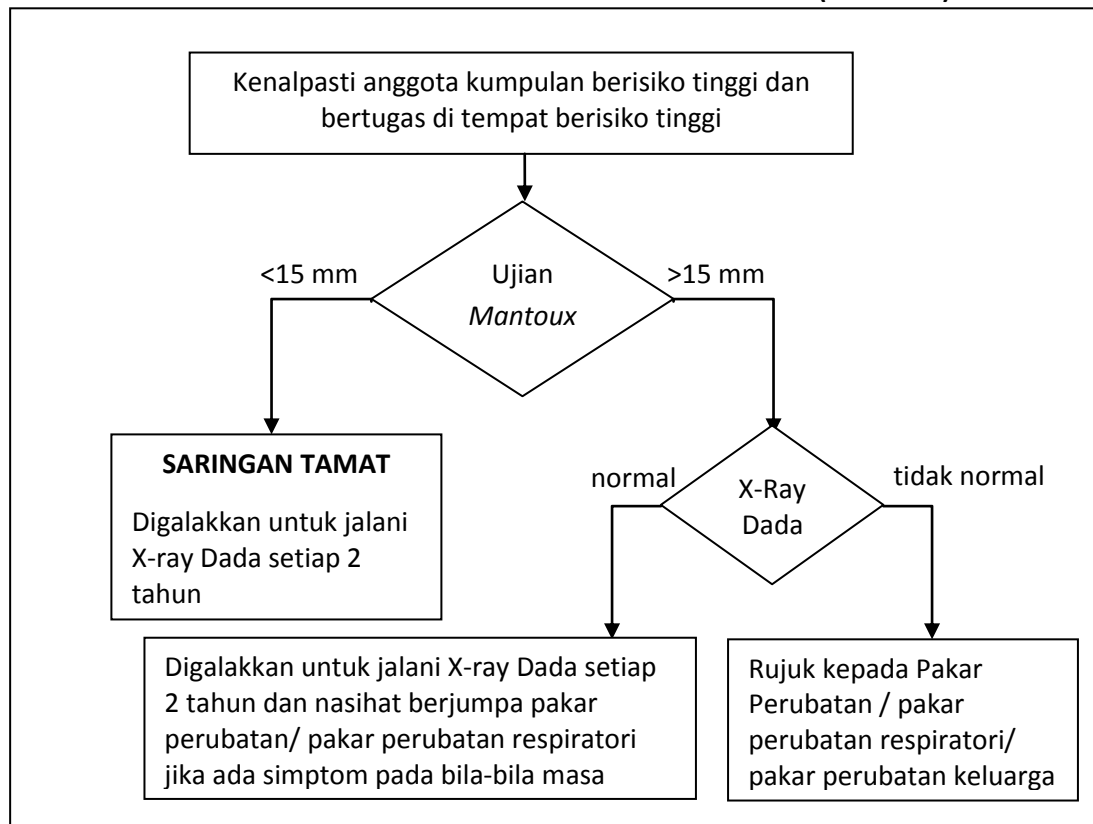 Kenalpasti anggota kumpulan berisiko tinggi dan
bertugas di tempat berisiko tinggi
<15 mm
Ujian
Mantoux
>15 mm
SARINGAN TAMAT
Digalakkan untuk jalani
X-ray Dada setiap 2
tahun
normal
X-Ray
Dada
tidak normal
Digalakkan untuk jalani X-ray Dada setiap
2 tahun dan nasihat berjumpa pakar
perubatan/ pakar perubatan respiratori
jika ada simptom pada bila-bila masa
Rujuk kepada Pakar
Perubatan / pakar
perubatan respiratori/
pakar perubatan keluarga